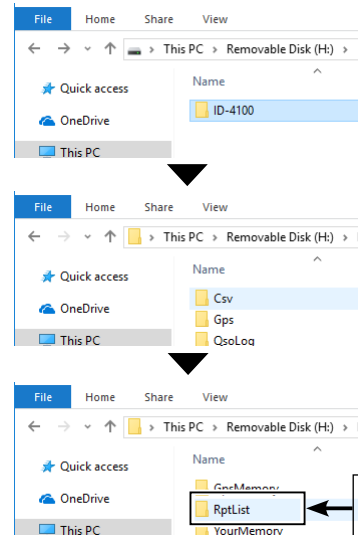 File Home Share View
This PC > Removable Disk (H:) >
Name
Quick access
ID-4100
OneDrive
This PC
File Home Share View
This PC > Removable Disk (H:) >
Name
Quick access
Csv
OneDrive
Gps
This PC
QsoLog
File Home Share View
This PC > Removable Disk (H:) >
Name
Quick access
GpsMemory
OneDrive
RptList
This PC
YourMemory